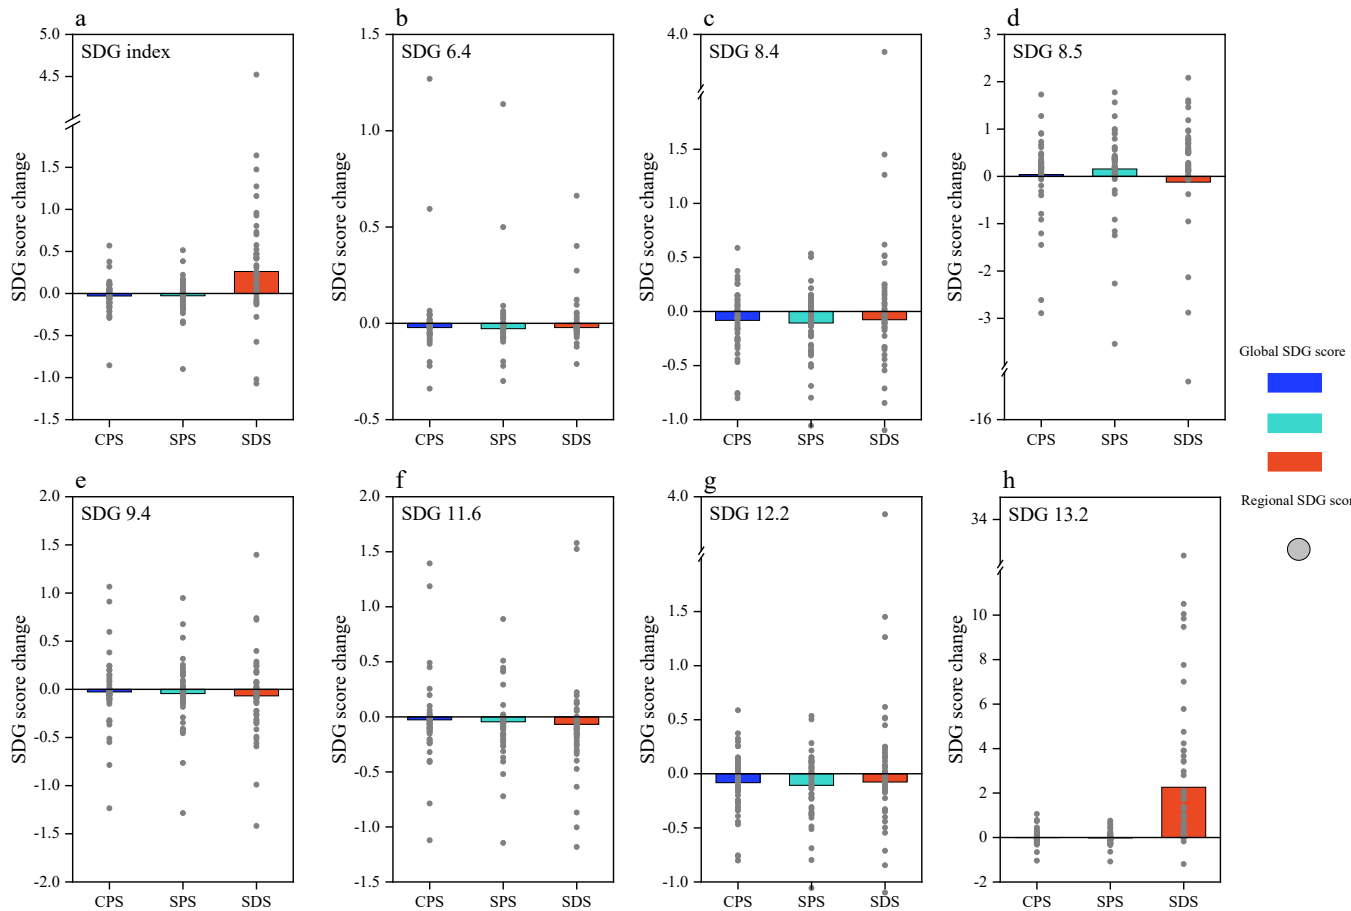 a
SDG index
SDG score change
5.0
4.5
1.5
1.0
0.5
0.0
-0.5
-1.0
-1.5
CPS SPS SDS
b
SDG 6.4
SDG score change
1.5
1.0
0.5
0.0
-0.5
CPS SPS SDS
c
SDG 8.4
SDG score change
4.0
1.5
1.0
0.5
0.0
-0.5
-1.0
CPS SPS SDS
d
SDG 8.5
SDG score change
3
2
1
0
-1
-2
-3
-16
CPS SPS SDS
Global SDG score
Regional SDG scor
e
SDG 9.4
SDG score change
2.0
1.5
1.0
0.5
0.0
-0.5
-1.0
-1.5
-2.0
CPS SPS SDS
f
SDG 11.6
SDG score change
2.0
1.5
1.0
0.5
0.0
-0.5
-1.0
-1.5
CPS SPS SDS
g
SDG 12.2
SDG score change
4.0
1.5
1.0
0.5
0.0
-0.5
-1.0
CPS SPS SDS
h
SDG 13.2
SDG score change
34
10
8
6
4
2
0
-2
CPS SPS SDS